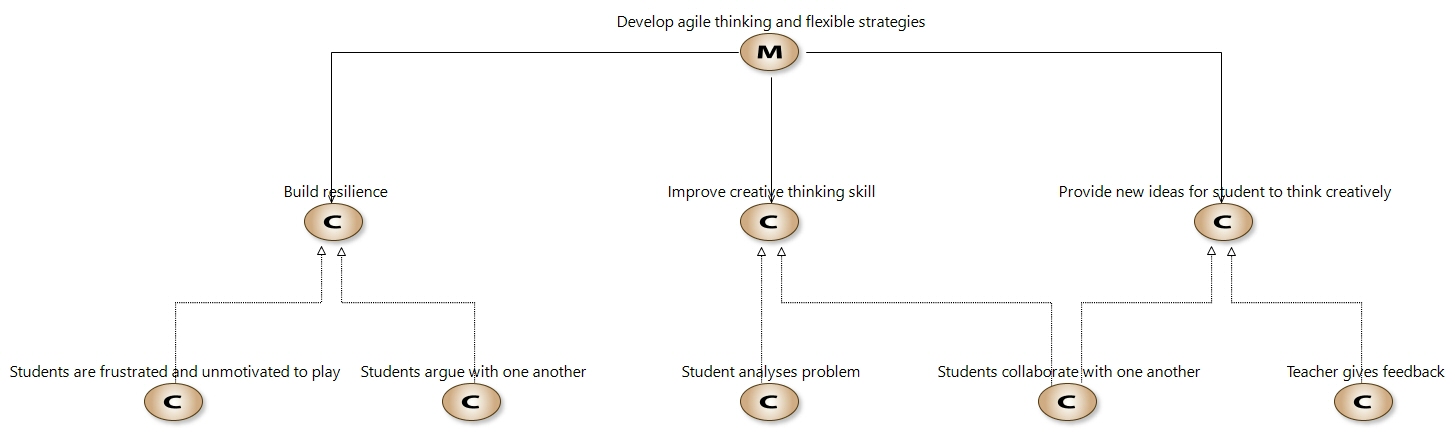 Develop agile thinking and flexible strategies
M
Build resilience
Improve creative thinking skill
Provide new ideas for student to think creatively
C
C
C
Students are frustrated and unmotivated to play
Students argue with one another
Student analyses problem
Students collaborate with one another
Teacher gives feedback
C
C
C
C
C